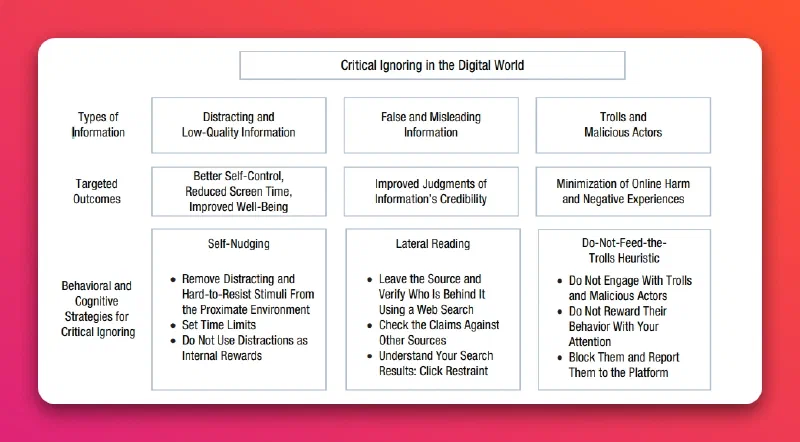 Critical Ignoring in the Digital World
Types of
Information
Distracting and
Low-Quality Information
False and Misleading
Information
Trolls and
Malicious Actors
Targeted
Outcomes
Better Self-Control,
Reduced Screen Time,
Improved Well-Being
Improved Judgments of
Information's Credibility
Minimization of Online Harm
and Negative Experiences
Behavioral and
Cognitive
Strategies for
Critical Ignoring
Self-Nudging
• Remove Distracting and
Hard-to-Resist Stimuli From
the Proximate Environment
• Set Time Limits
• Do Not Use Distractions as
Internal Rewards
Lateral Reading
• Leave the Source and
Verify Who Is Behind It
Using a Web Search
• Check the Claims Against
Other Sources
• Understand Your Search
Results: Click Restraint
Do-Not-Feed-the-
Trolls Heuristic
• Do Not Engage With Trolls
and Malicious Actors
• Do Not Reward Their
Behavior With Your
Attention
• Block Them and Report
Them to the Platform